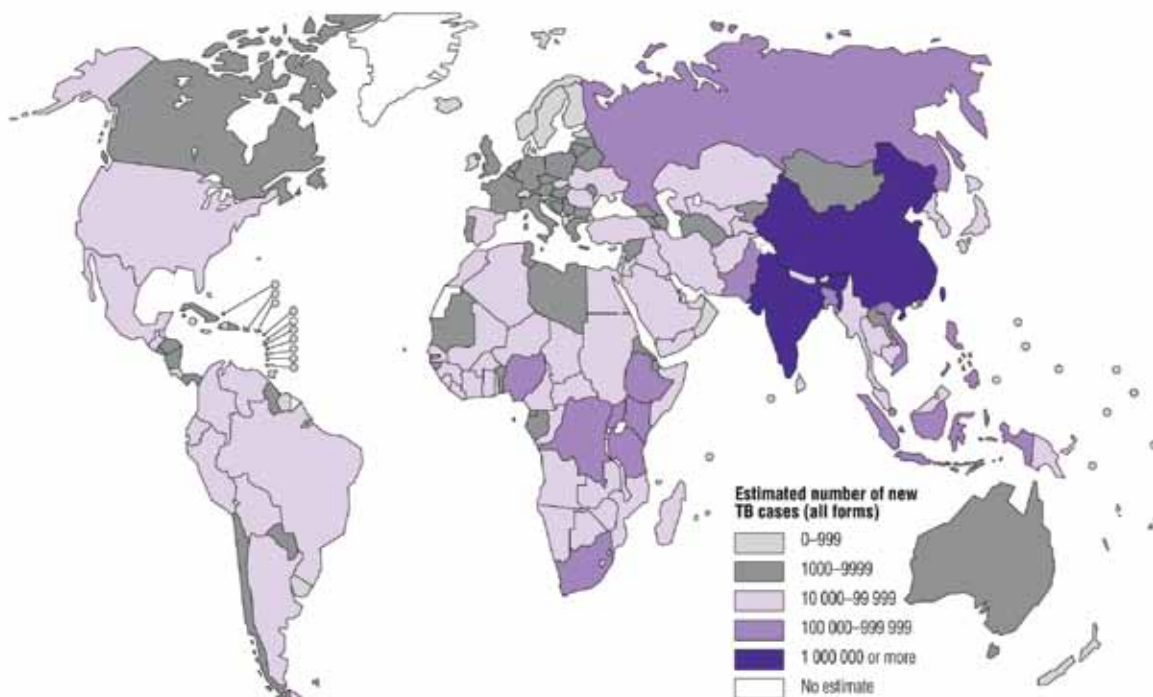 Estimated number of new
TB cases (all forms)
0–999
1000–9999
10 000–99 999
100 000–999 999
1 000 000 or more
No estimate